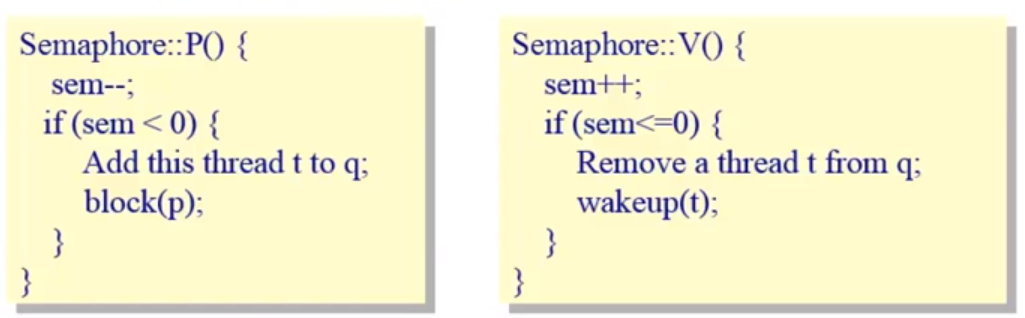 Semaphore::P() {
sem--;
if (sem < 0) {
Add this thread t to q;
block(p);
}
}
Semaphore::V() {
sem++;
if (sem<=0) {
Remove a thread t from q;
wakeup(t);
}
}